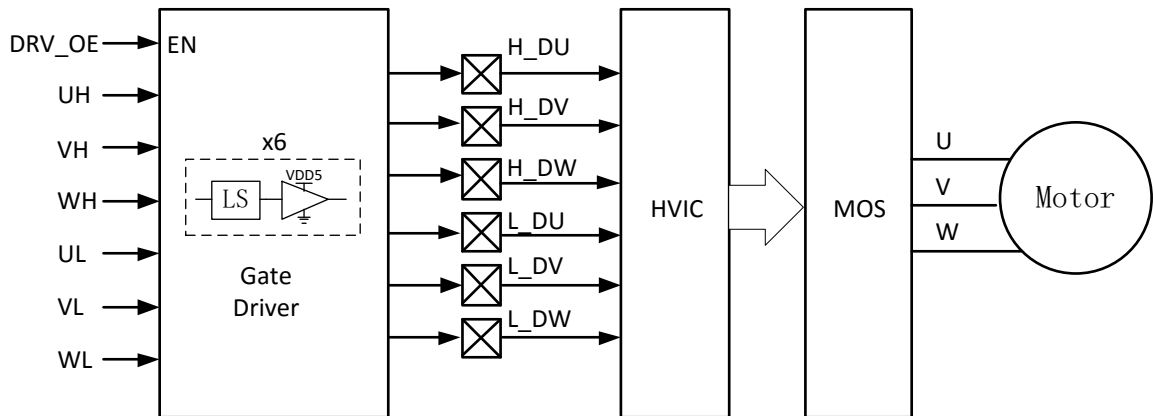 DRV_OE
EN
UH
VH
WH
UL
VL
WL
x6
VDD5
LS
Gate
Driver
H_DU
H_DV
H_DW
L_DU
L_DV
L_DW
HVIC
MOS
U
V
W
Motor